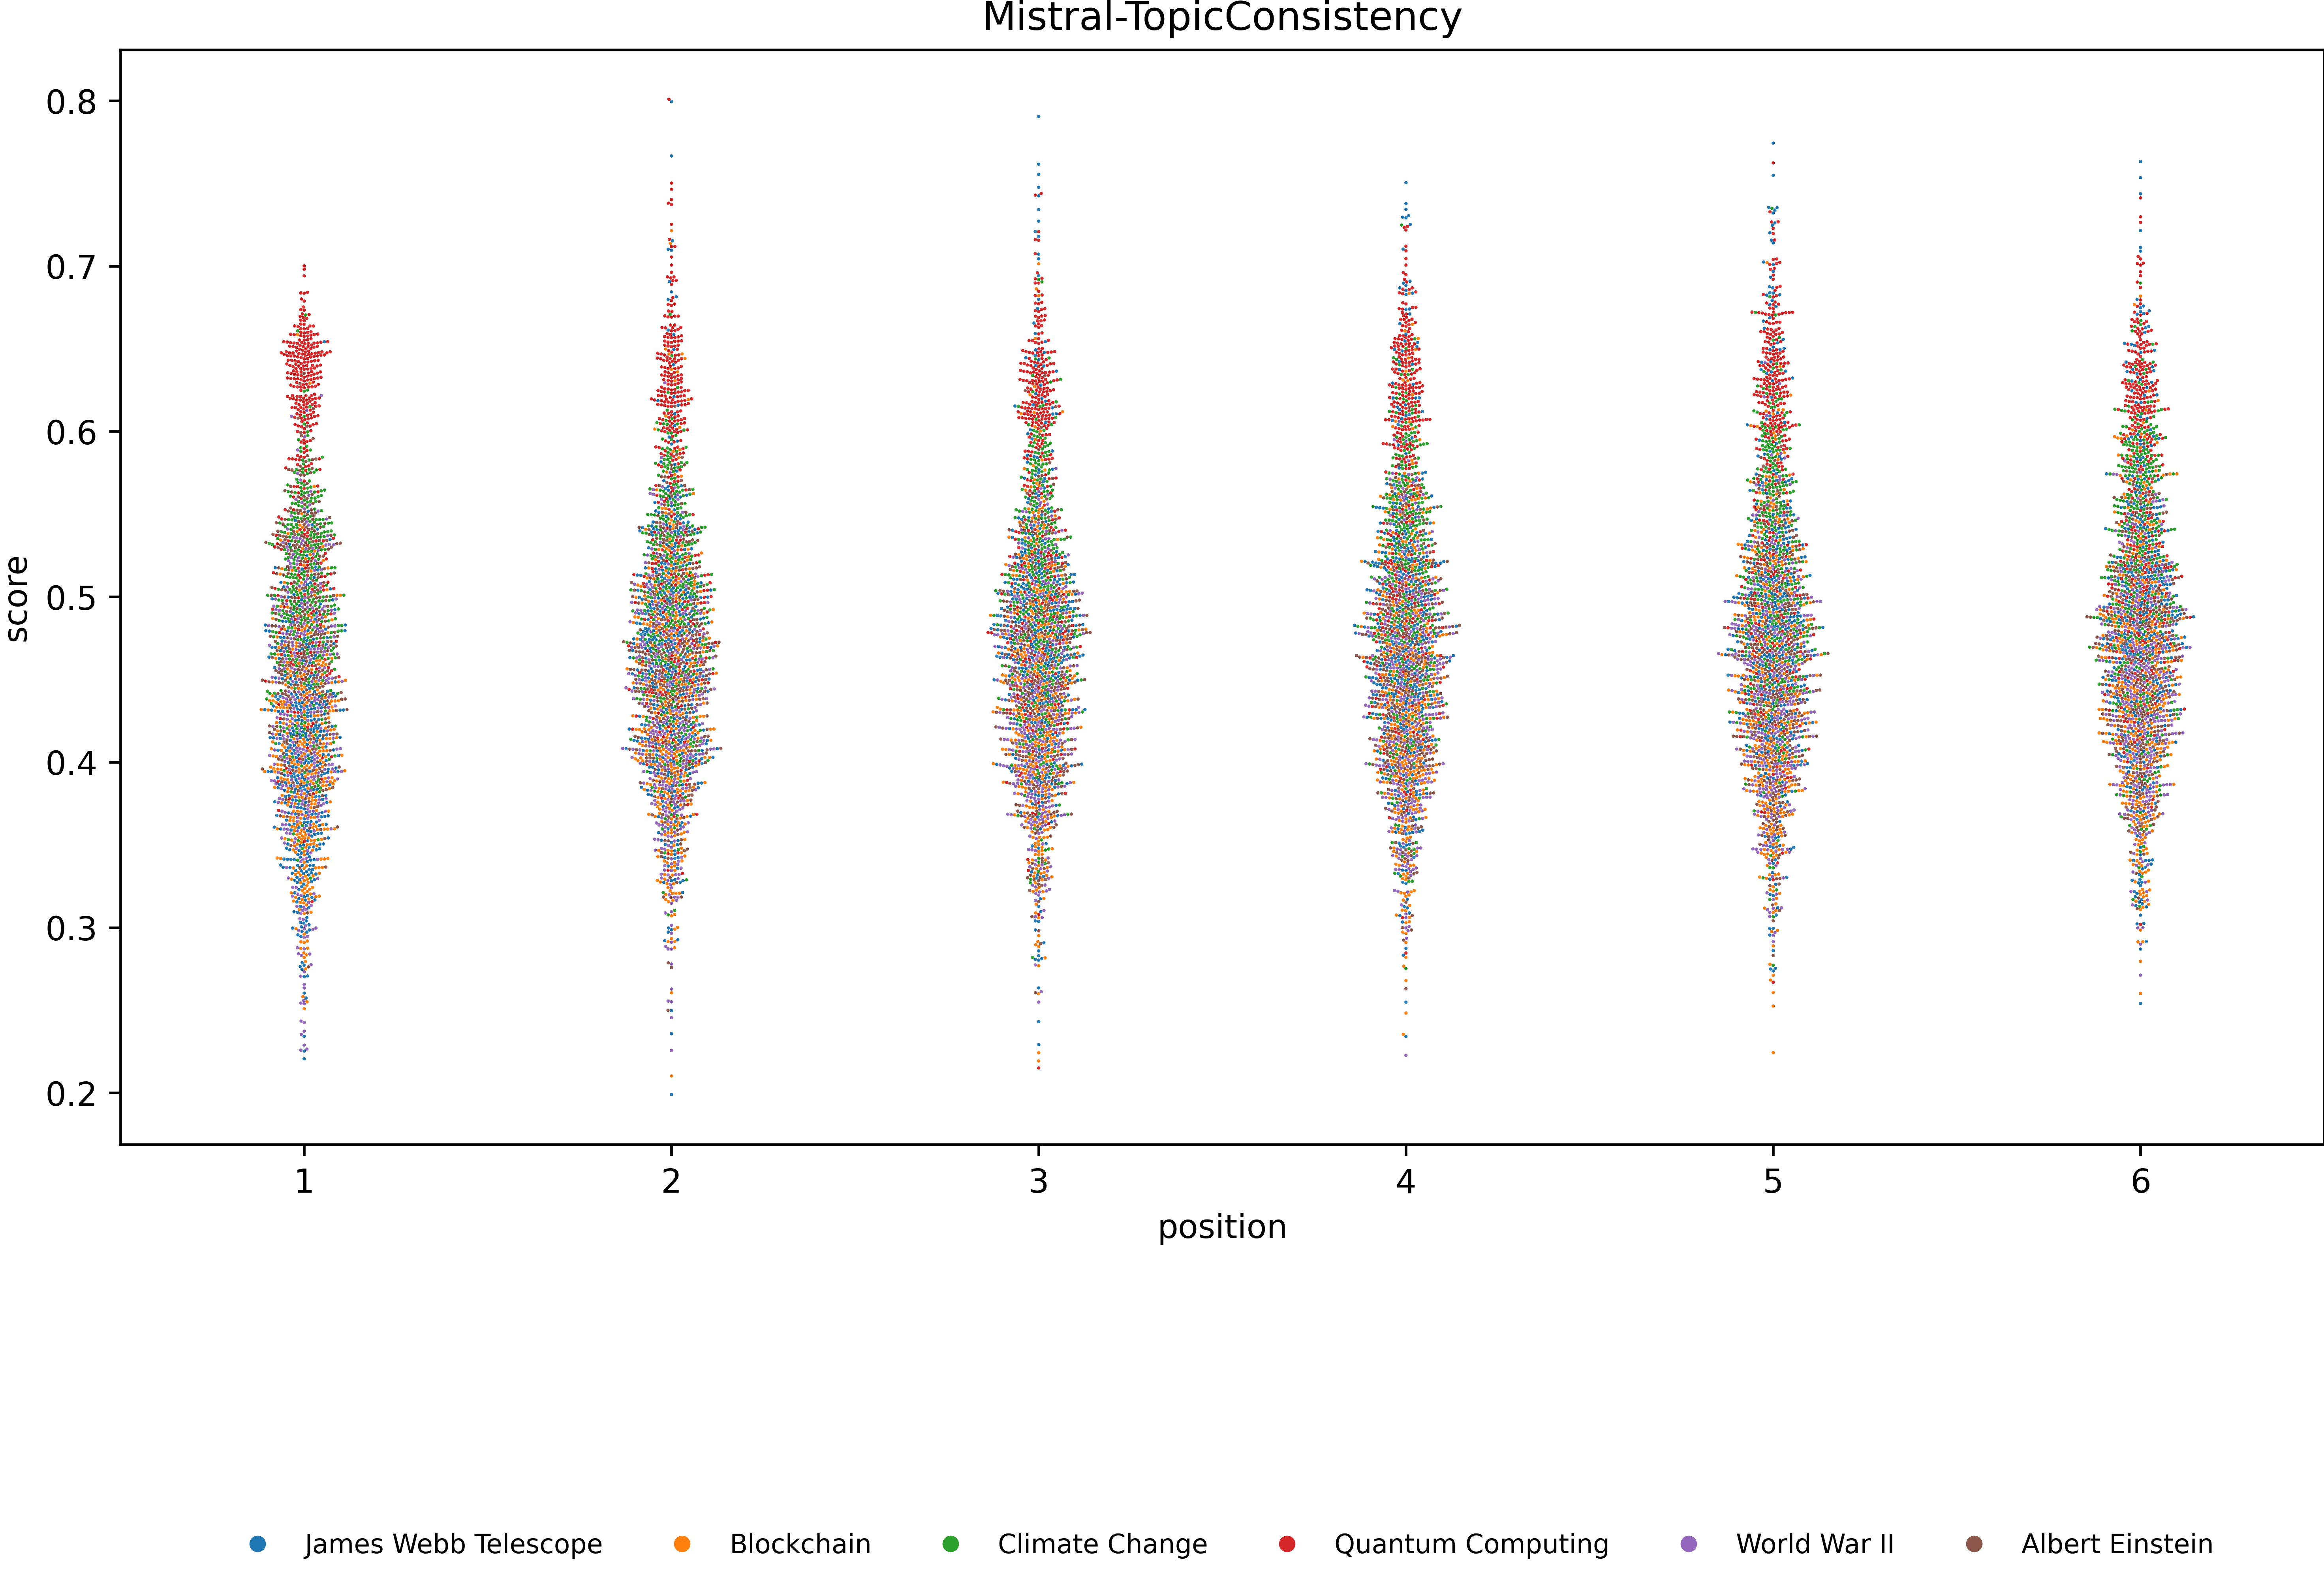 Mistral-TopicConsistency
score
0.8
0.7
0.6
0.5
0.4
0.3
0.2
1 2 3 4 5 6
position
James Webb Telescope Blockchain Climate Change Quantum Computing World War II Albert Einstein